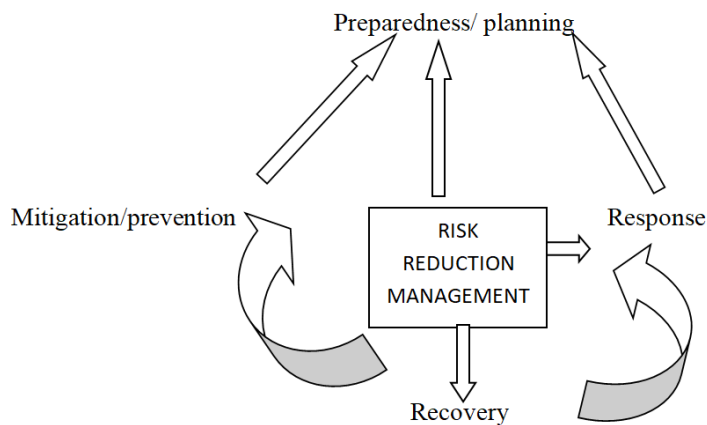 Preparedness/ planning
Mitigation/prevention
RISK
REDUCTION
MANAGEMENT
Response
Recovery